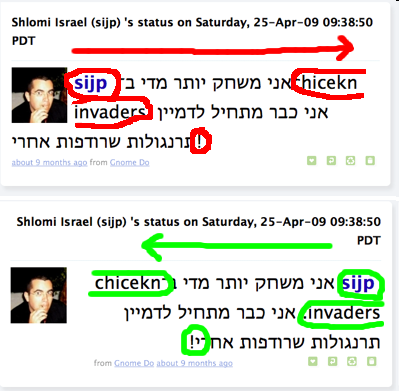 Shlomi Israel (sijp) 's status on Saturday, 25-Apr-09 09:38:50
PDT
sijp אני משחק יותר מדי ב־chicekn
invaders. אני כבר מתחיל לדמיין
תרנגולות שרודפות אחרי!
about 9 months ago from Gnome Do
Shlomi Israel (sijp) 's status on Saturday, 25-Apr-09 09:38:50
PDT
sijp אני משחק יותר מדי ב־chicekn
invaders. אני כבר מתחיל לדמיין
תרנגולות שרודפות אחרי!
from Gnome Do about 9 months ago